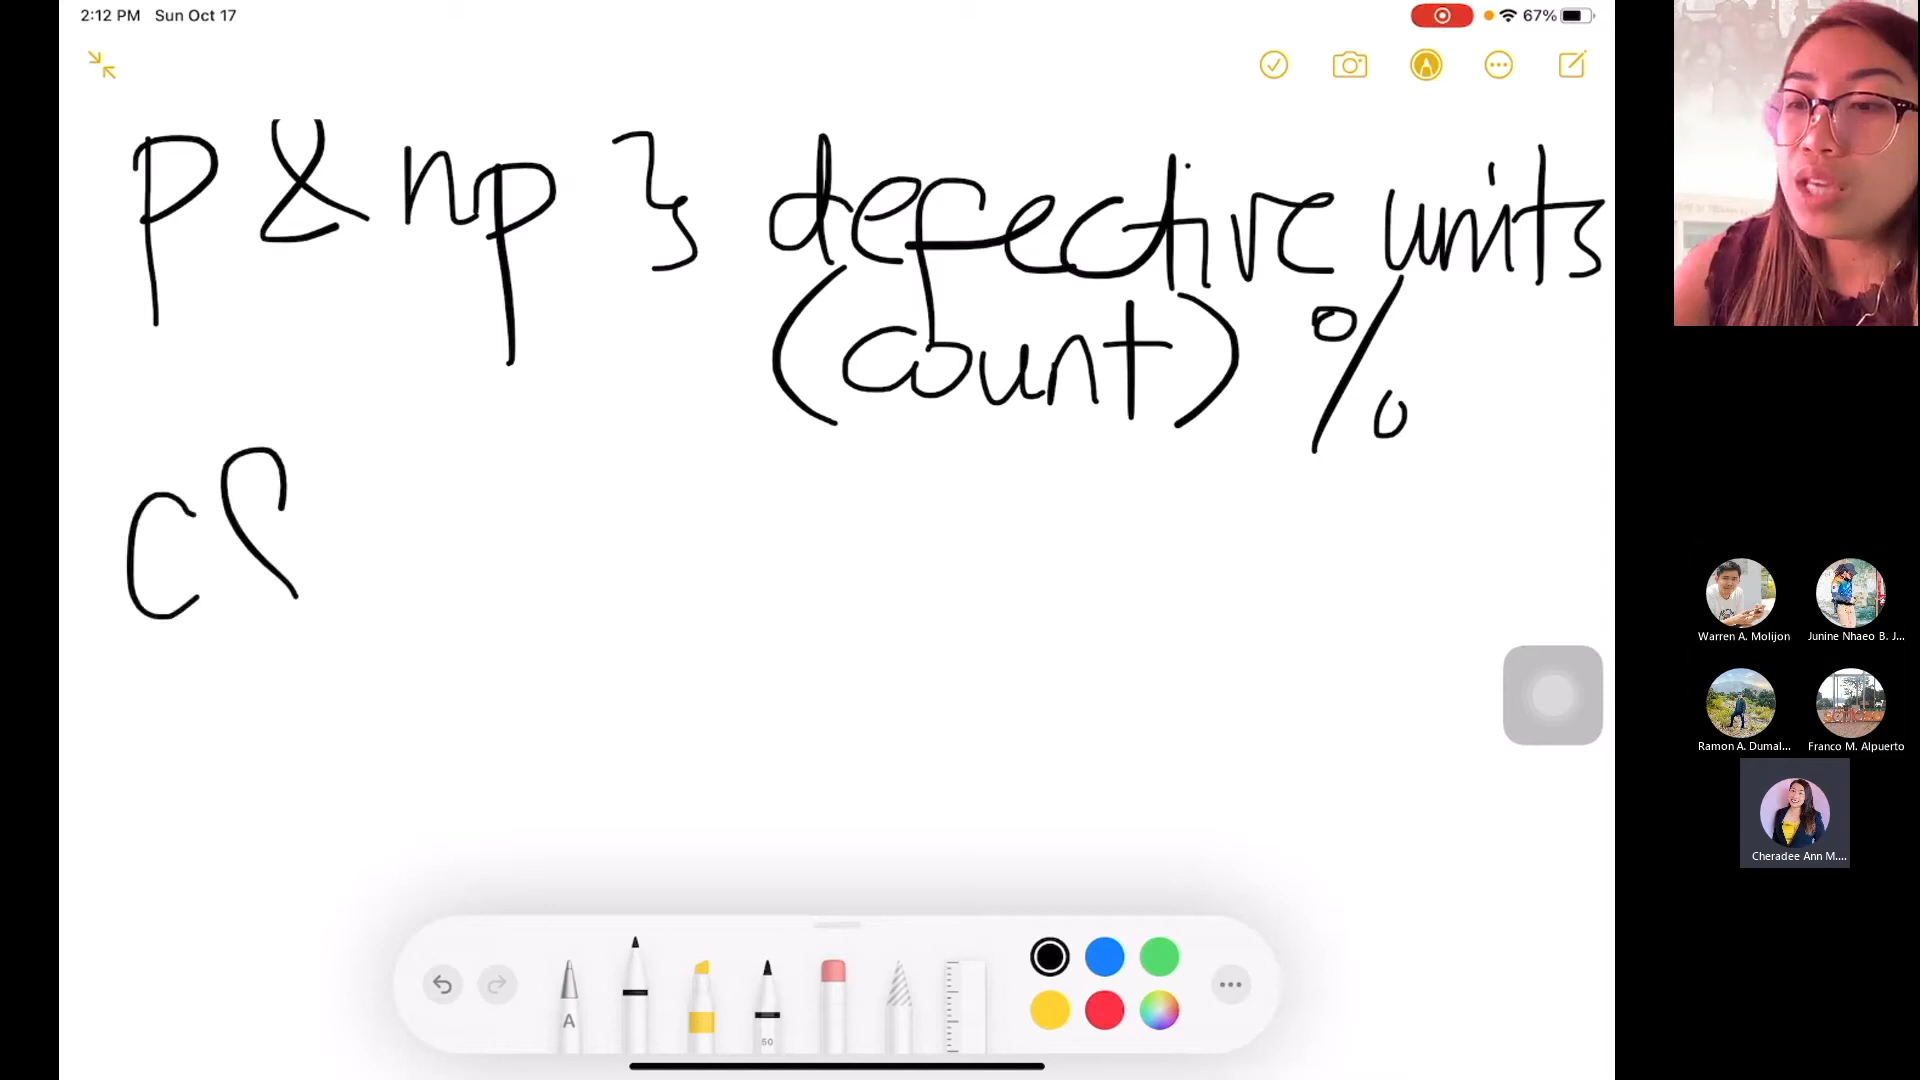 2:12 PM Sun Oct 17
67%
p & np } defective units
(count) %
c
A
50
Warren A. Molijon
Junine Nhaeo B. J...
Ramon A. Dumal...
Franco M. Alpuerto
Cheradee Ann M....